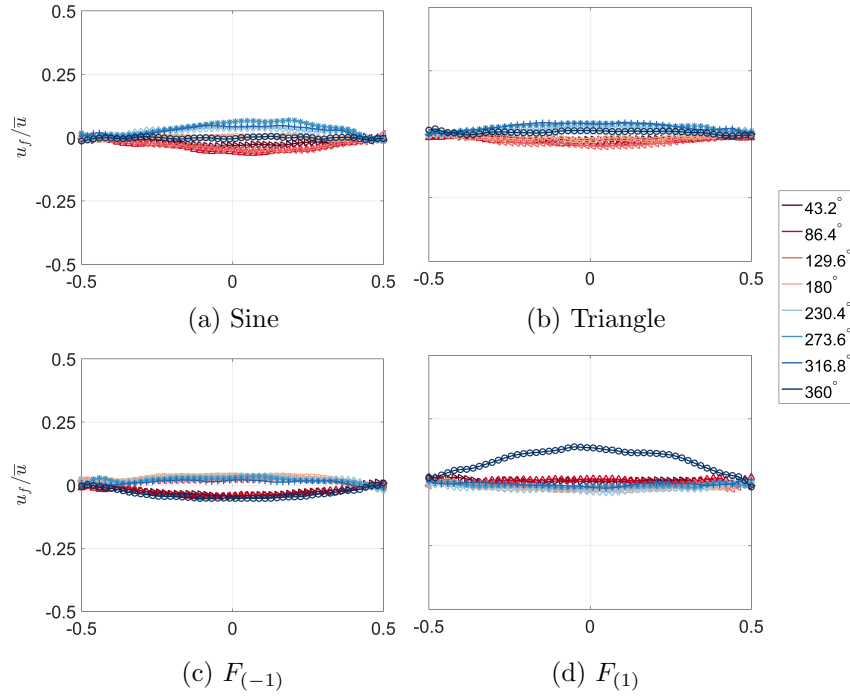 0.5
0.25
0
-0.25
-0.5
u_f/\overline{u}
-0.5 0 0.5
-0.5 0 0.5
(a) Sine
(b) Triangle
43.2°
86.4°
129.6°
180°
230.4°
273.6°
316.8°
360°
0.5
0.25
0
-0.25
-0.5
u_f/\overline{u}
-0.5 0 0.5
-0.5 0 0.5
(c) F_{(-1)}
(d) F_{(1)}